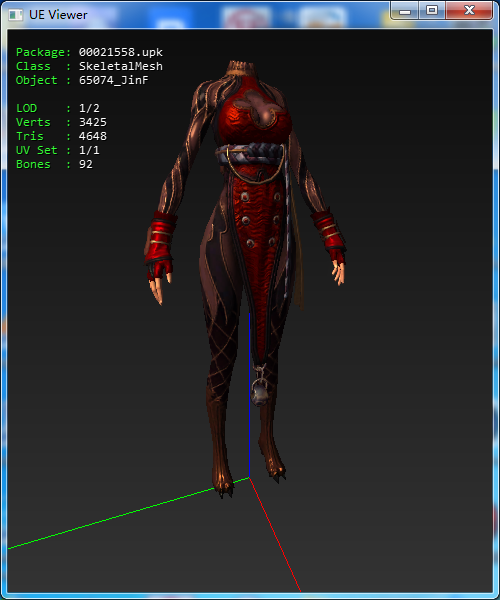 UE Viewer
Package: 00021558.upk
Class : SkeletalMesh
Object : 65074_JinF
LOD : 1/2
Verts : 3425
Tris : 4648
UV Set : 1/1
Bones : 92